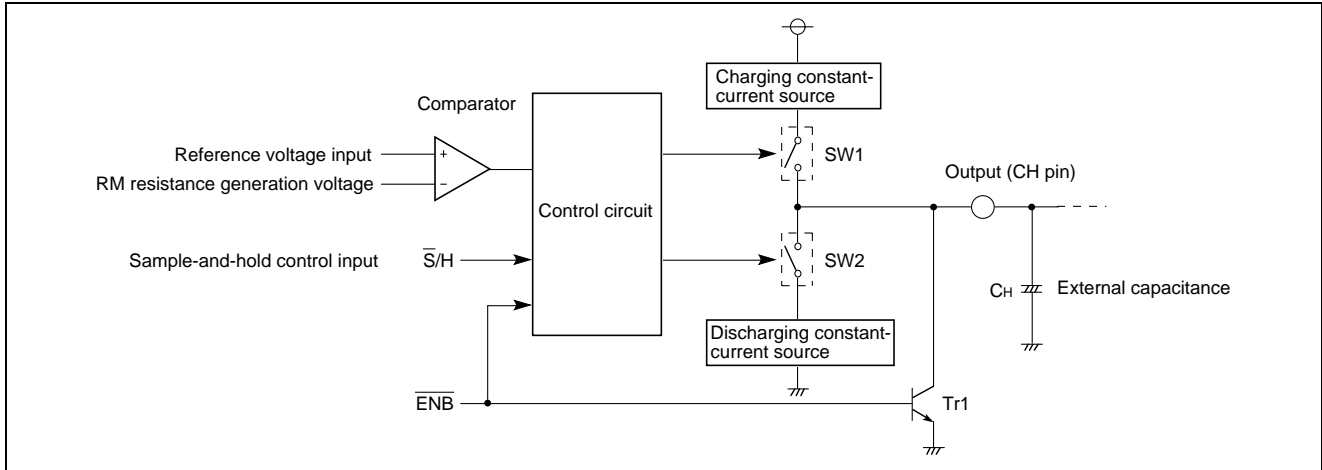 Charging constant-
current source
Comparator
SW1
Reference voltage input
+
RM resistance generation voltage
−
Output (CH pin)
Control circuit
Sample-and-hold control input
S̅/H
SW2
CH
External capacitance
Discharging constant-
current source
E̅N̅B̅
Tr1